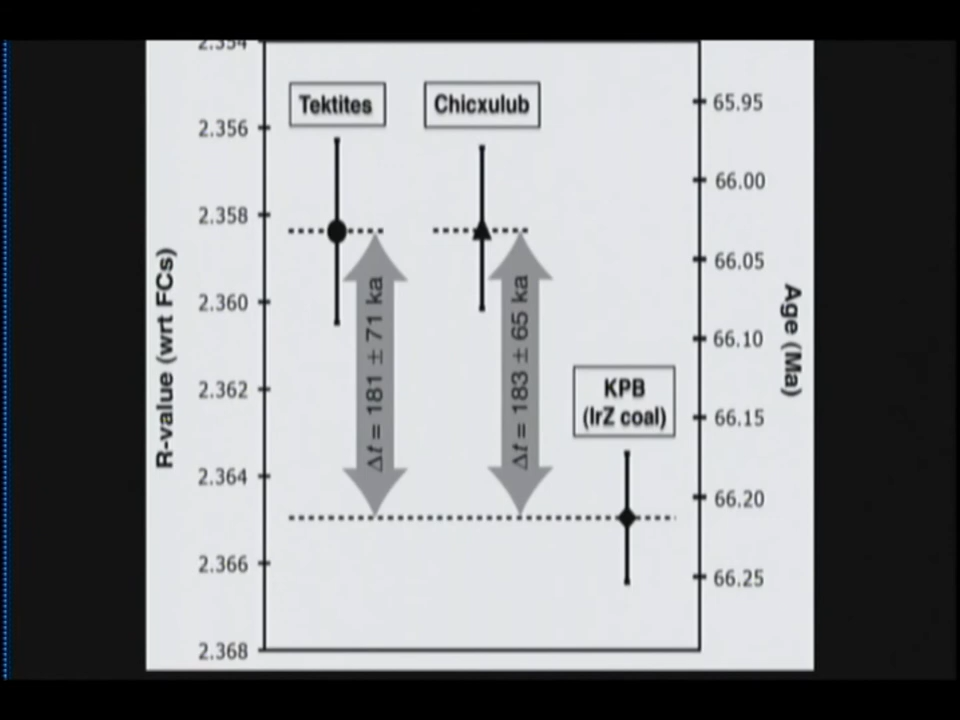 2.354
Tektites
Chicxulub
65.95
2.356
66.00
2.358
66.05
2.360
66.10
2.362
KPB
(IrZ coal)
66.15
2.364
66.20
2.366
66.25
2.368
R-value (wrt FCs)
Δt = 181 ± 71 ka
Δt = 183 ± 65 ka
Age (Ma)